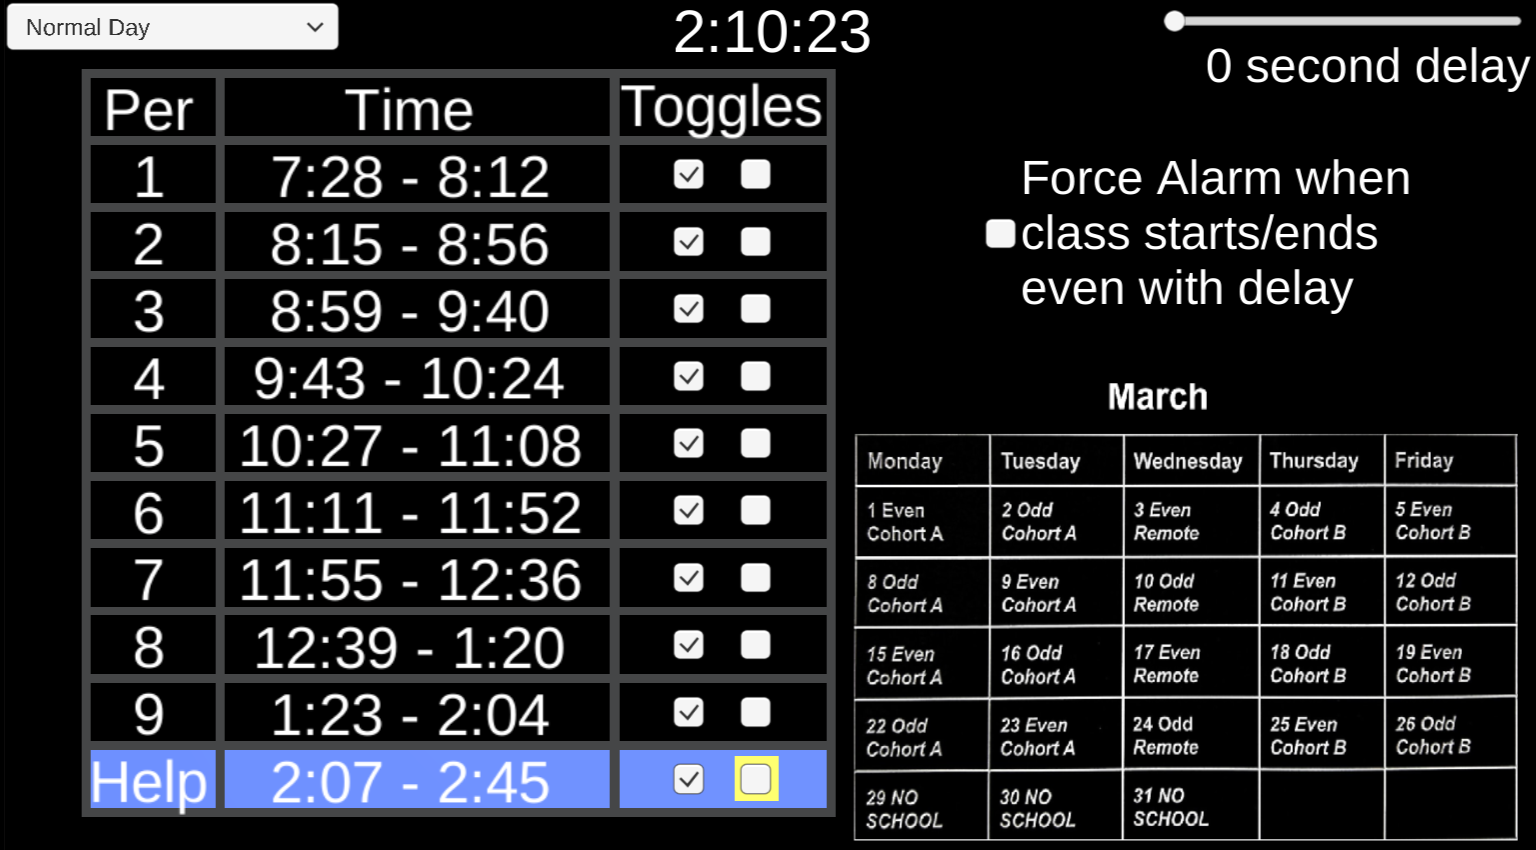 Normal Day
2:10:23
0 second delay
Per Time Toggles
1 7:28 - 8:12
2 8:15 - 8:56
3 8:59 - 9:40
4 9:43 - 10:24
5 10:27 - 11:08
6 11:11 - 11:52
7 11:55 - 12:36
8 12:39 - 1:20
9 1:23 - 2:04
Help 2:07 - 2:45
Force Alarm when
class starts/ends
even with delay
March
Monday Tuesday Wednesday Thursday Friday
1 Even 2 Odd 3 Even 4 Odd 5 Even
Cohort A Cohort A Remote Cohort B Cohort B
8 Odd 9 Even 10 Odd 11 Even 12 Odd
Cohort A Cohort A Remote Cohort B Cohort B
15 Even 16 Odd 17 Even 18 Odd 19 Even
Cohort A Cohort A Remote Cohort B Cohort B
22 Odd 23 Even 24 Odd 25 Even 26 Odd
Cohort A Cohort A Remote Cohort B Cohort B
29 NO 30 NO 31 NO
SCHOOL SCHOOL SCHOOL